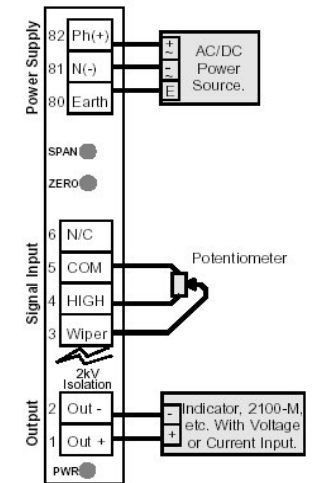 Power Supply
82 Ph(+)
81 N(-)
80 Earth
+
~
-
~
E
AC/DC
Power
Source.
SPAN
ZERO
Signal Input
6 N/C
5 COM
4 HIGH
3 Wiper
Potentiometer
2kV
Isolation
Output
2 Out -
1 Out +
-
+
Indicator, 2100-M,
etc. With Voltage
or Current Input.
PWR